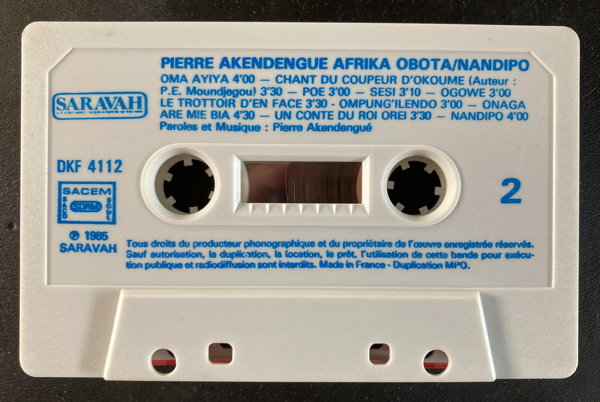 PIERRE AKENDENGUE AFRIKA OBOTA/NANDIPO
OMA AYIYA 4'00 — CHANT DU COUPEUR D'OKOUME (Auteur :
P.E. Moundjegou) 3'30 — POE 3'00 — SESI 3'10 — OGOWE 3'00
LE TROTTOIR D'EN FACE 3'30 - OMPUNG'ILENDO 3'00 — ONAGA
ARE MIE BIA 4'30 — UN CONTE DU ROI OREI 3'30 — NANDIPO 4'00
Paroles et Musique : Pierre Akendengué
SARAVAH
DKF 4112
SACEM
SACD SDRM SGDL
2
℗ 1985
SARAVAH
Tous droits du producteur phonographique et du propriétaire de l'œuvre enregistrée réservés.
Sauf autorisation, la duplication, la location, le prêt, l'utilisation de cette bande pour exécu-
tion publique et radiodiffusion sont interdits. Made in France - Duplication MPO.